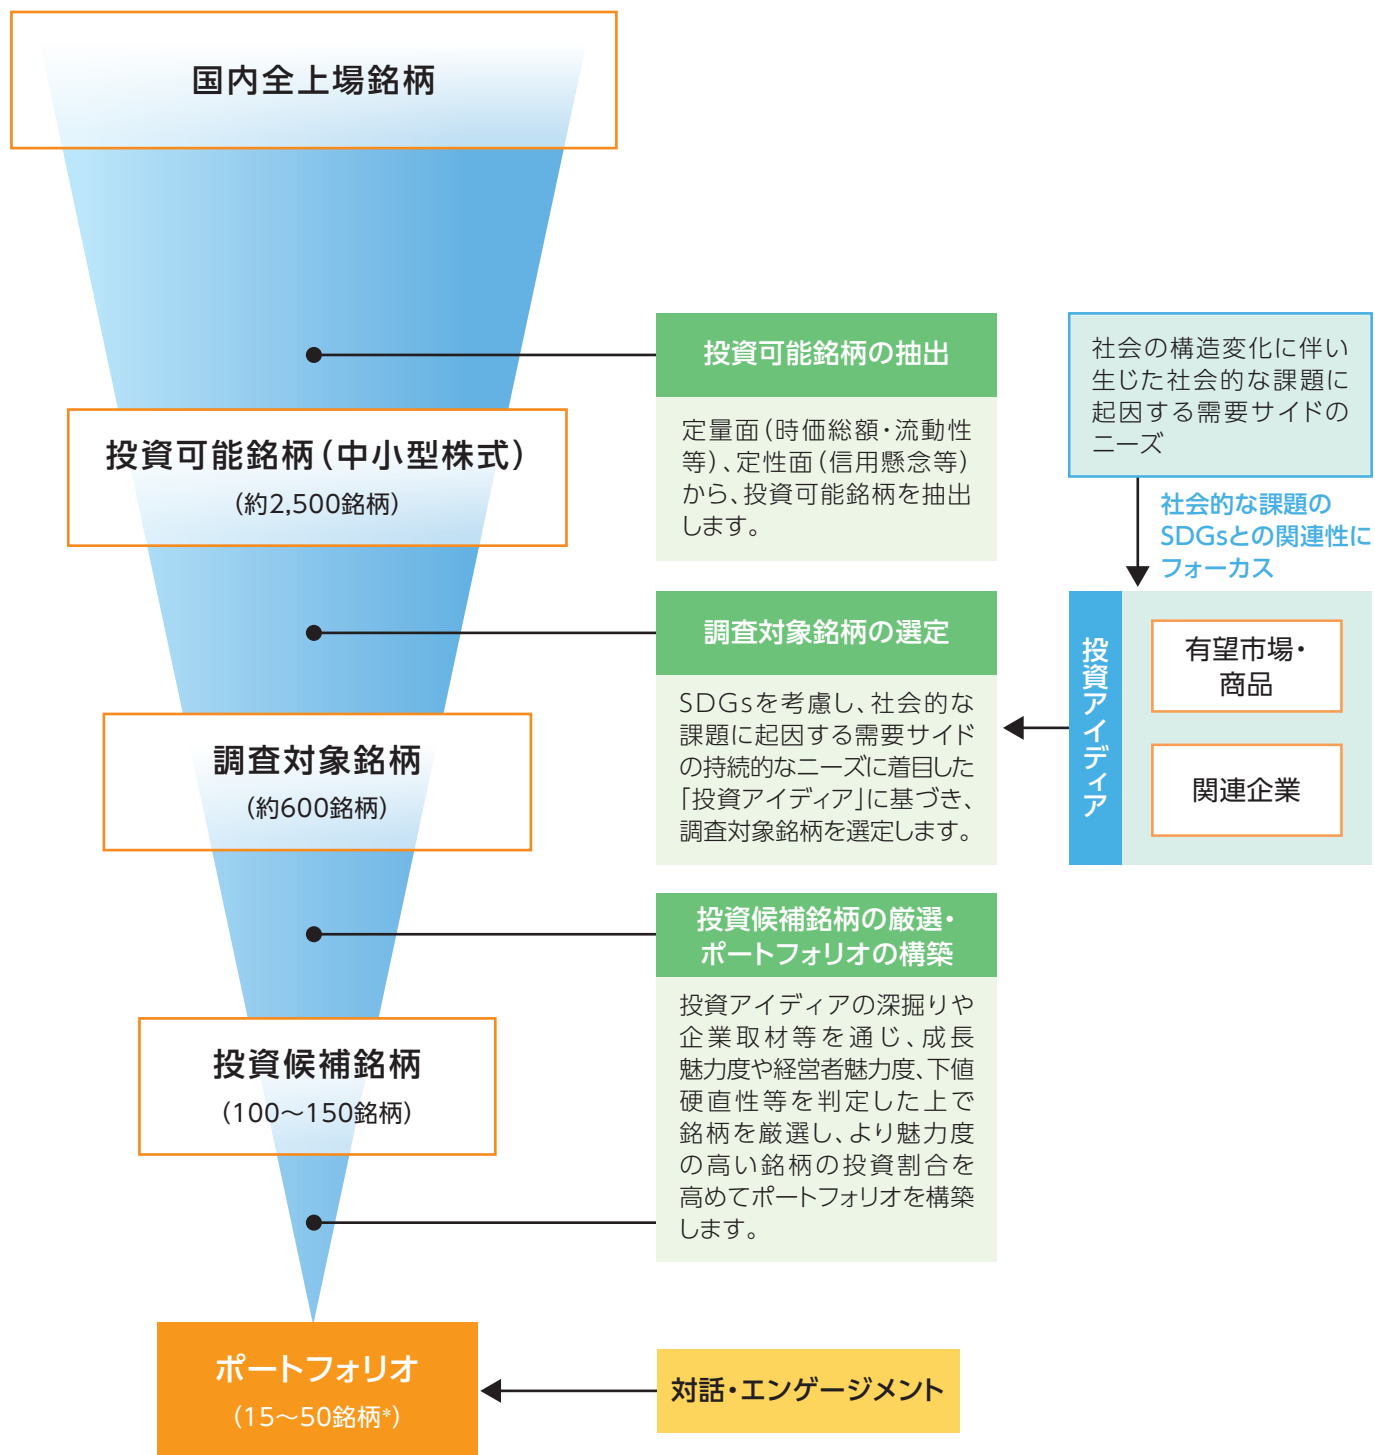 国内全上場銘柄
投資可能銘柄の抽出
定量面(時価総額・流動性
等)、定性面(信用懸念等)
から、投資可能銘柄を抽出
します。
投資可能銘柄(中小型株式)
(約2,500銘柄)
社会の構造変化に伴い
生じた社会的な課題に
起因する需要サイドの
ニーズ
社会的な課題の
SDGsとの関連性に
フォーカス
調査対象銘柄の選定
SDGsを考慮し、社会的な
課題に起因する需要サイド
の持続的なニーズに着目した
「投資アイディア」に基づき、
調査対象銘柄を選定します。
投資アイディア
有望市場・
商品
関連企業
調査対象銘柄
(約600銘柄)
投資候補銘柄の厳選・
ポートフォリオの構築
投資アイディアの深掘りや
企業取材等を通じ、成長
魅力度や経営者魅力度、下値
硬直性等を判定した上で
銘柄を厳選し、より魅力度
の高い銘柄の投資割合を
高めてポートフォリオを構築
します。
投資候補銘柄
(100〜150銘柄)
ポートフォリオ
(15〜50銘柄*)
対話・エンゲージメント